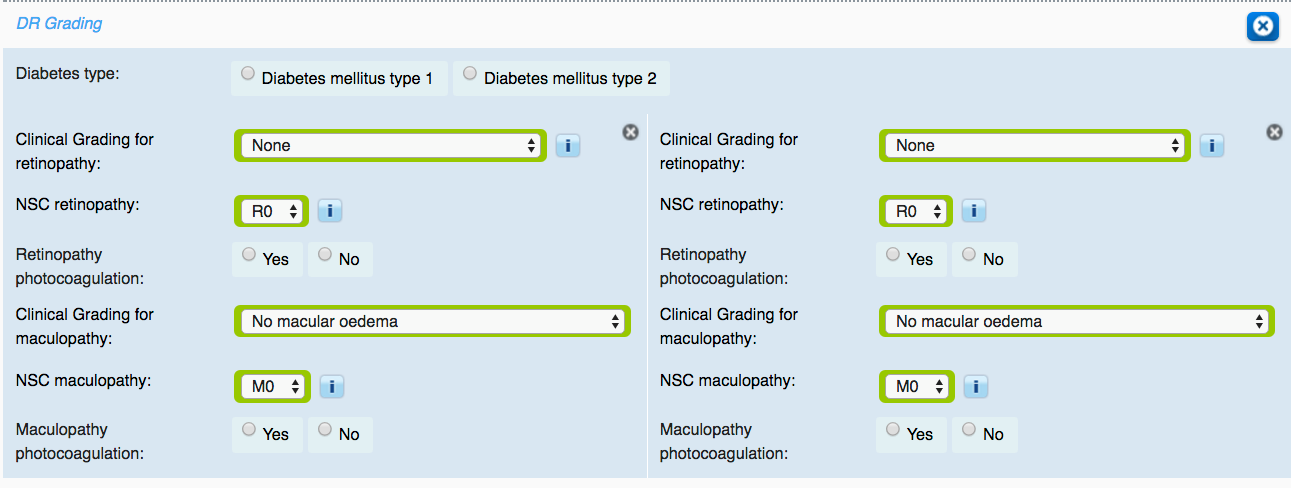 DR Grading
Diabetes type: Diabetes mellitus type 1 Diabetes mellitus type 2
Clinical Grading for
retinopathy:
None i
NSC retinopathy: R0 i
Retinopathy
photocoagulation:
Yes No
Clinical Grading for
maculopathy:
No macular oedema
NSC maculopathy: M0 i
Maculopathy
photocoagulation:
Yes No
Clinical Grading for
retinopathy:
None i
NSC retinopathy: R0 i
Retinopathy
photocoagulation:
Yes No
Clinical Grading for
maculopathy:
No macular oedema
NSC maculopathy: M0 i
Maculopathy
photocoagulation:
Yes No